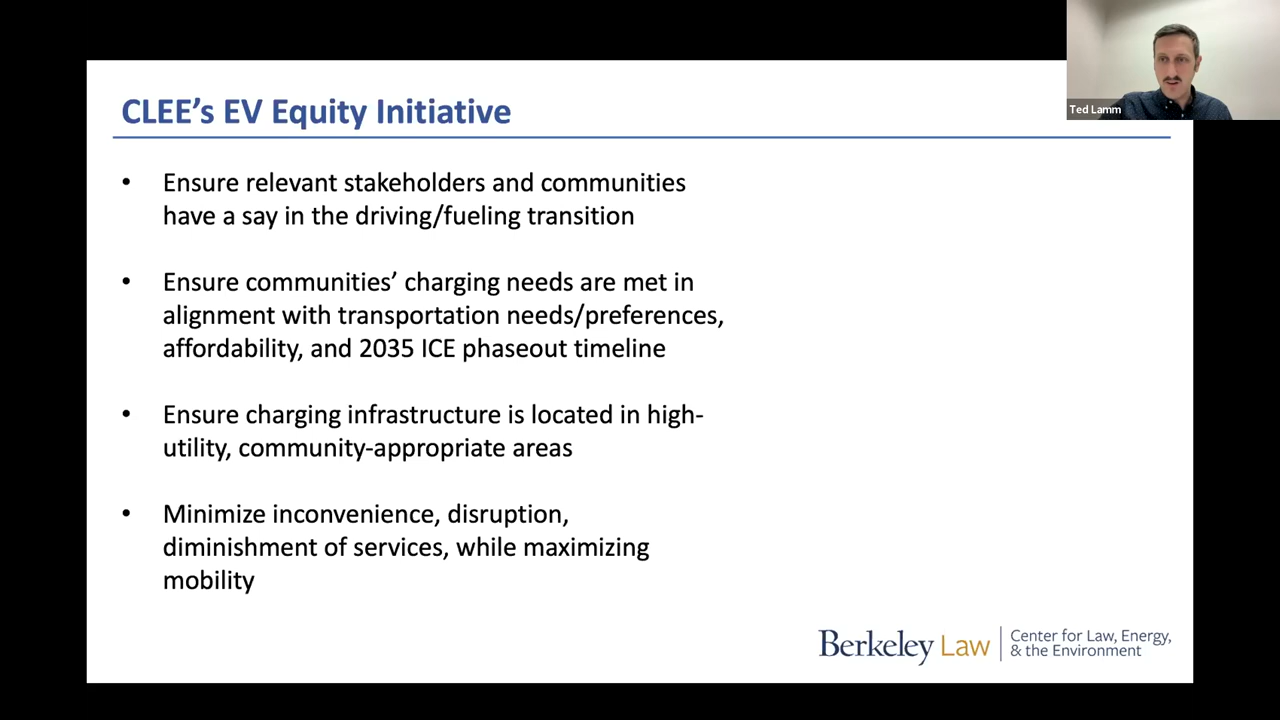 CLEE’s EV Equity Initiative
• Ensure relevant stakeholders and communities
have a say in the driving/fueling transition
• Ensure communities’ charging needs are met in
alignment with transportation needs/preferences,
affordability, and 2035 ICE phaseout timeline
• Ensure charging infrastructure is located in high-
utility, community-appropriate areas
• Minimize inconvenience, disruption,
diminishment of services, while maximizing
mobility
Ted Lamm
Berkeley Law
Center for Law, Energy,
& the Environment